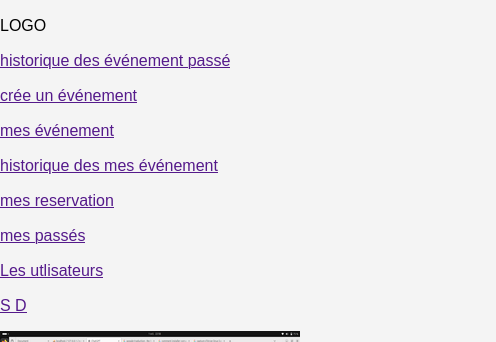 LOGO
historique des événement passé
crée un événement
mes événement
historique des mes événement
mes reservation
mes passés
Les utlisateurs
S D